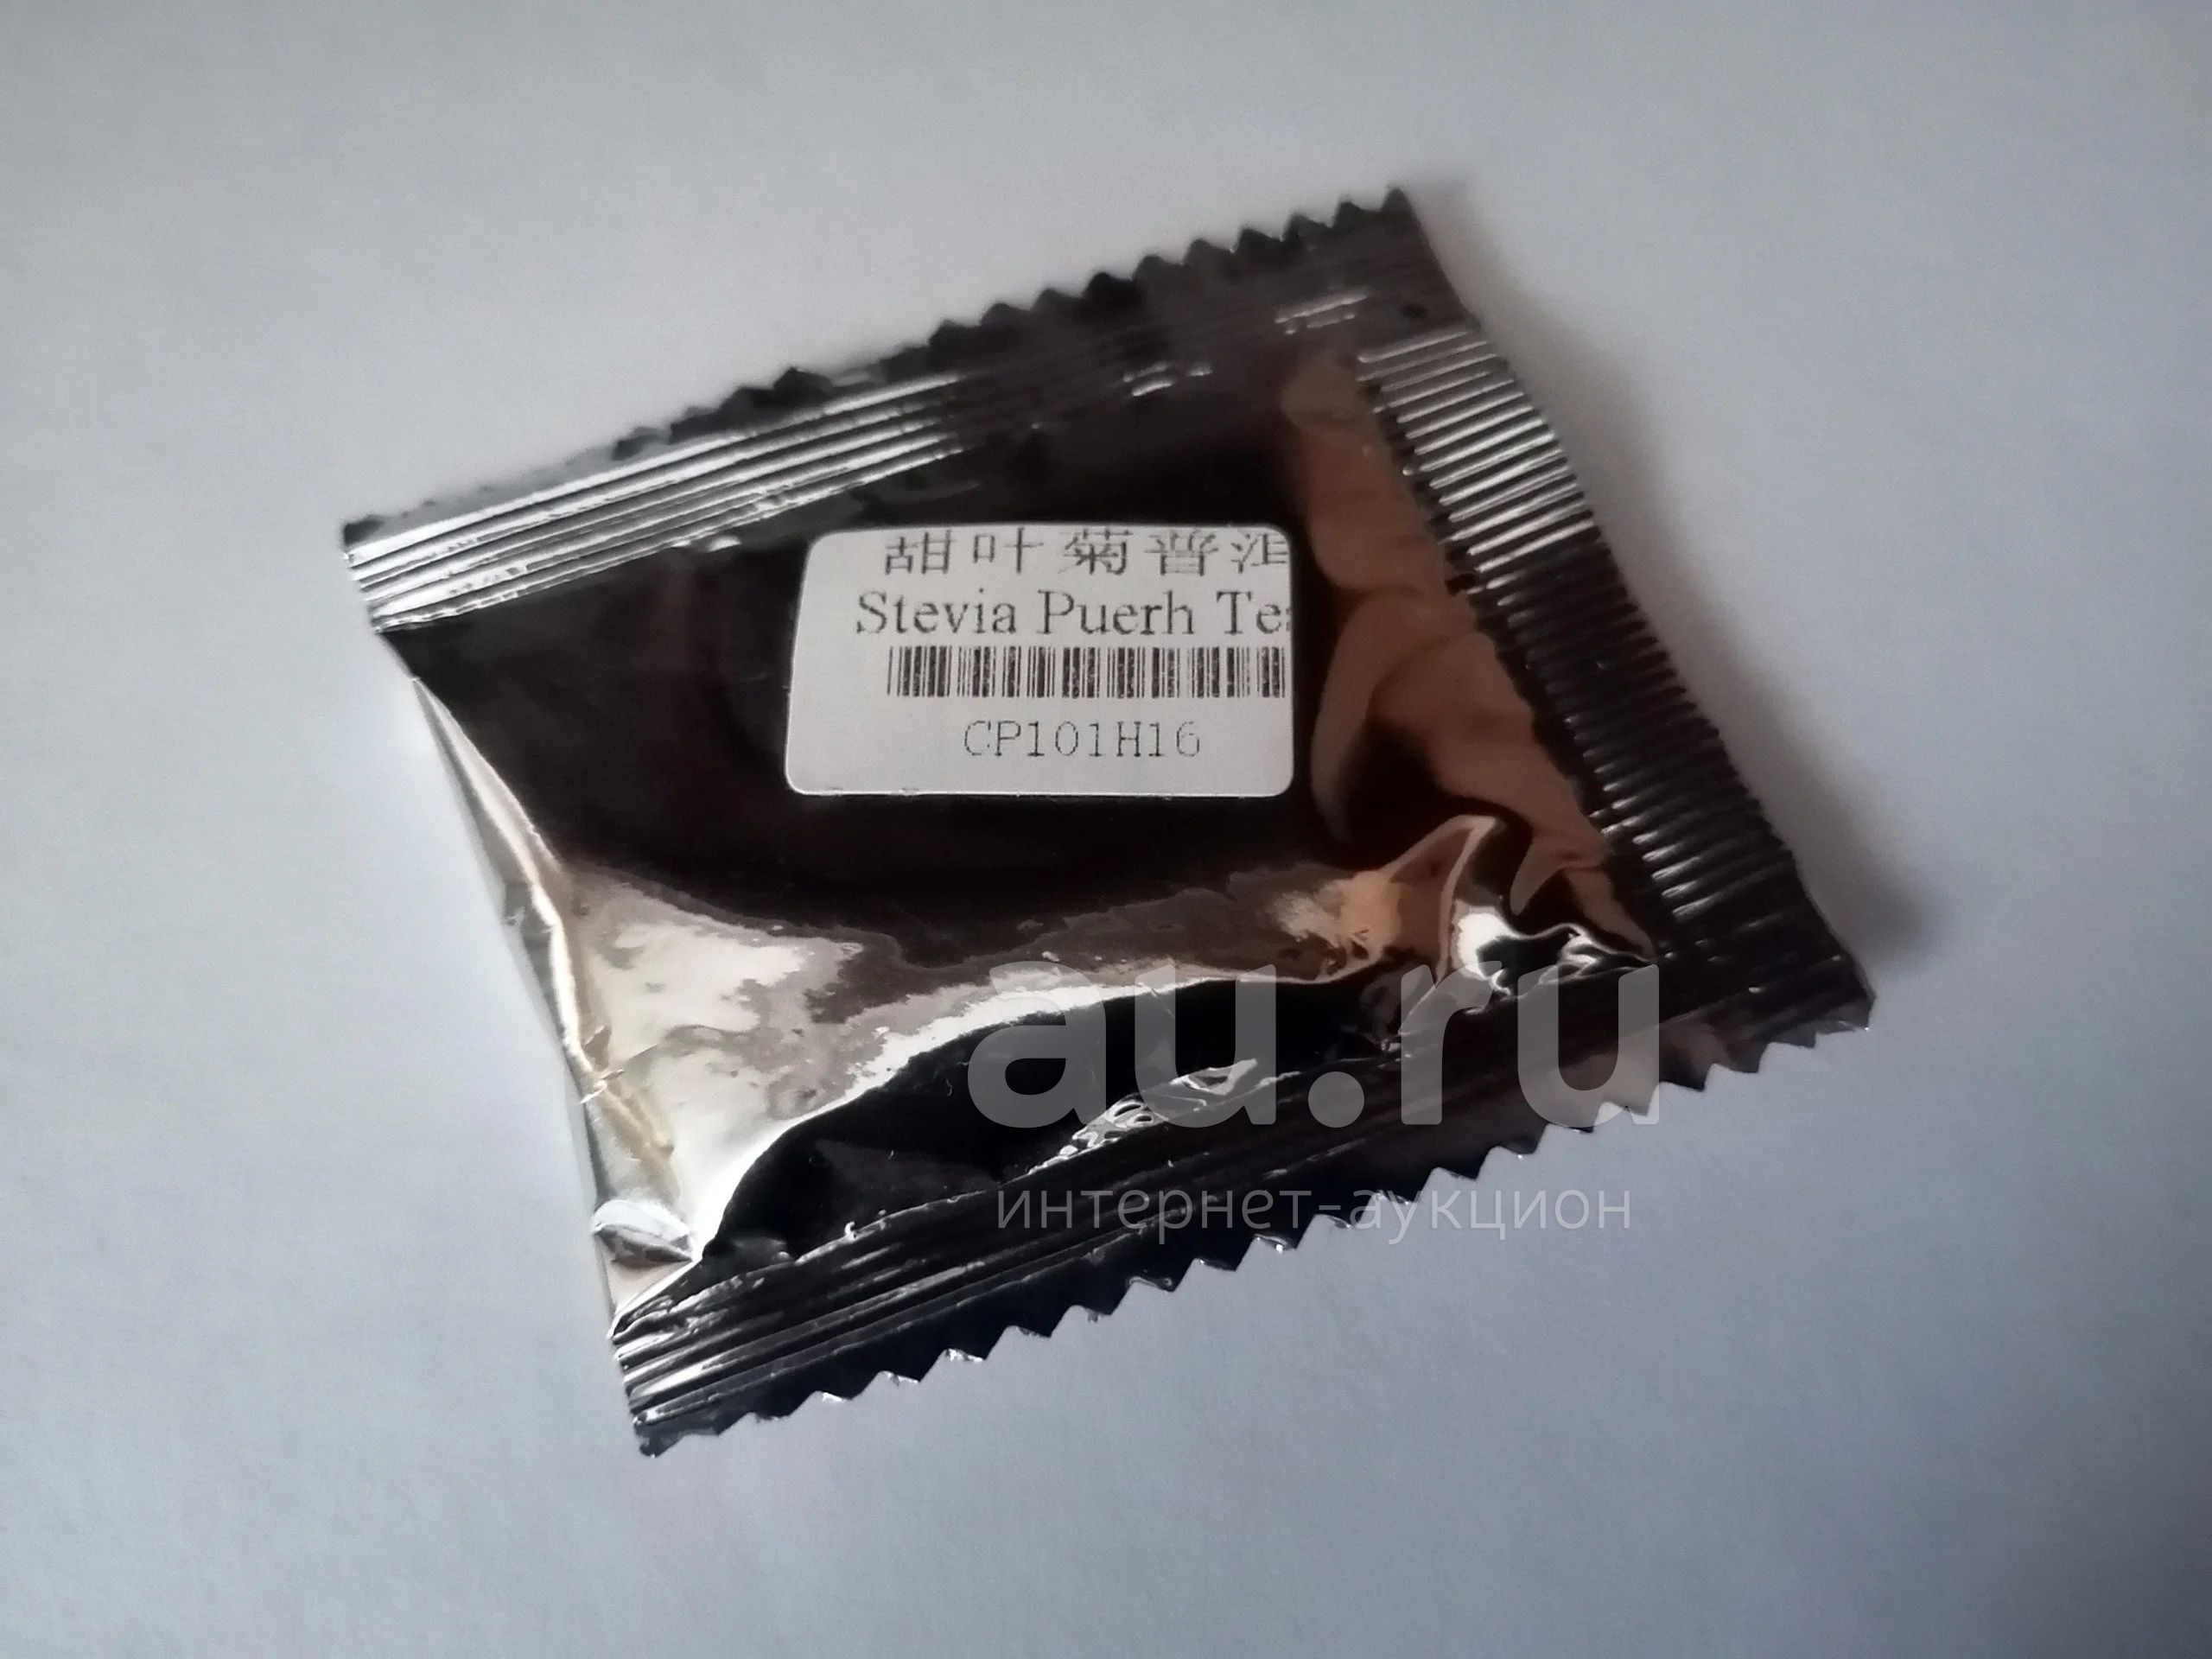 甜叶菊普洱
Stevia Puerh Tea
CP101H16
au.ru
интернет-аукцион